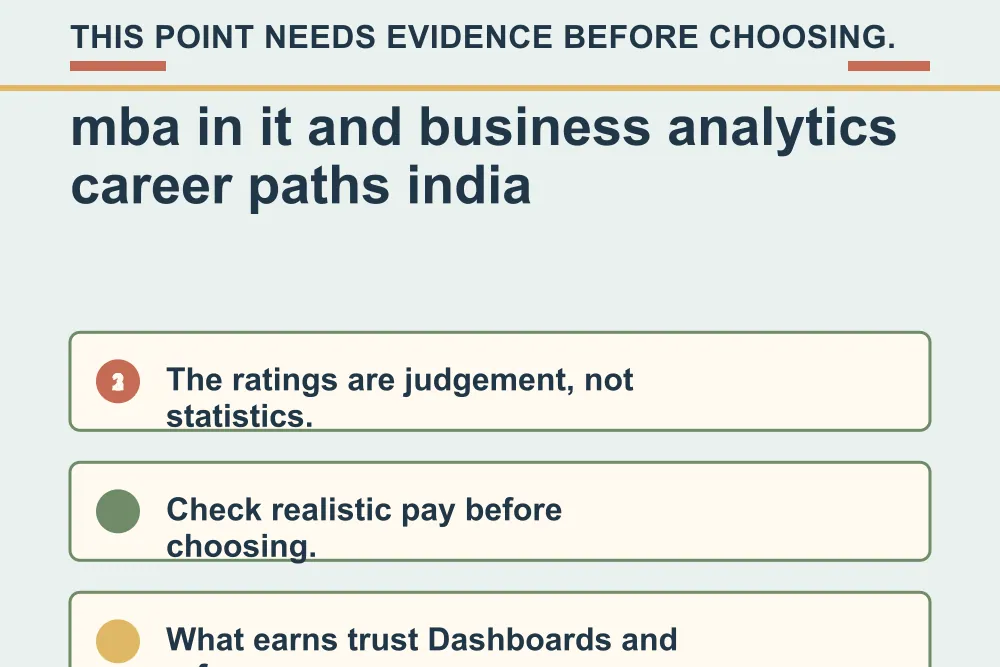 THIS POINT NEEDS EVIDENCE BEFORE CHOOSING.
mba in it and business analytics
career paths india
The ratings are judgement, not
statistics.
Check realistic pay before
choosing.
What earns trust Dashboards and